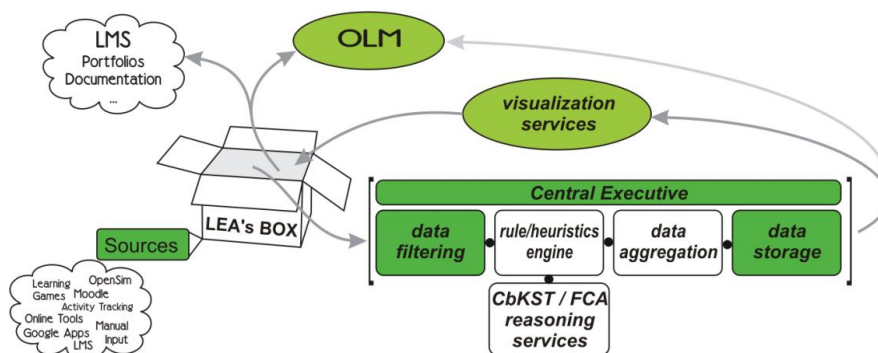 LMS
Portfolios
Documentation
...
OLM
visualization
services
LEA's BOX
Central Executive
data
filtering
rule/heuristics
engine
data
aggregation
data
storage
CbKST / FCA
reasoning
services
Sources
Learning
Games
OpenSim
Moodle
Activity Tracking
Online Tools
Google Apps
Manual
Input
LMS